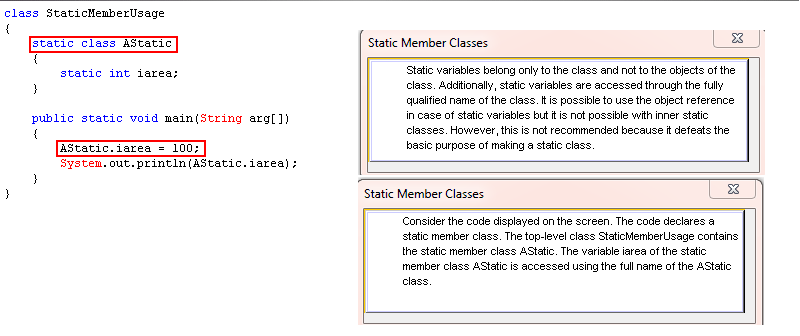 class StaticMemberUsage
{
static class AStatic
{
static int iarea;
}
public static void main(String arg[])
{
AStatic.iarea = 100;
System.out.println(AStatic.iarea);
}
}
Static Member Classes
Static variables belong only to the class and not to the objects of the
class. Additionally, static variables are accessed through the fully
qualified name of the class. It is possible to use the object reference
in case of static variables but it is not possible with inner static
classes. However, this is not recommended because it defeats the
basic purpose of making a static class.
Static Member Classes
Consider the code displayed on the screen. The code declares a
static member class. The top-level class StaticMemberUsage contains
the static member class AStatic. The variable iarea of the static
member class AStatic is accessed using the full name of the AStatic
class.